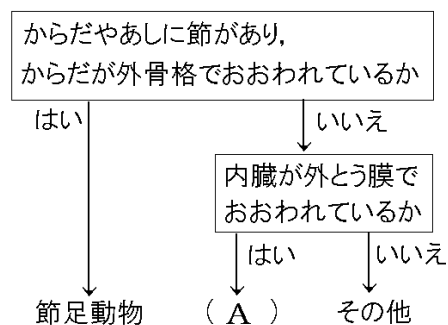 からだやあしに節があり,
からだが外骨格でおおわれているか
はい
いいえ
内臓が外とう膜で
おおわれているか
はい
いいえ
節足動物
( A )
その他